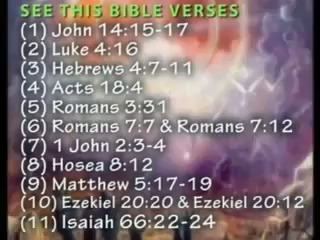 SEE THIS BIBLE VERSES
(1) John 14:15-17
(2) Luke 4:16
(3) Hebrews 4:7-11
(4) Acts 18:4
(5) Romans 3:31
(6) Romans 7:7 & Romans 7:12
(7) 1 John 2:3-4
(8) Hosea 8:12
(9) Matthew 5:17-19
(10) Ezekiel 20:20 & Ezekiel 20:12
(11) Isaiah 66:22-24